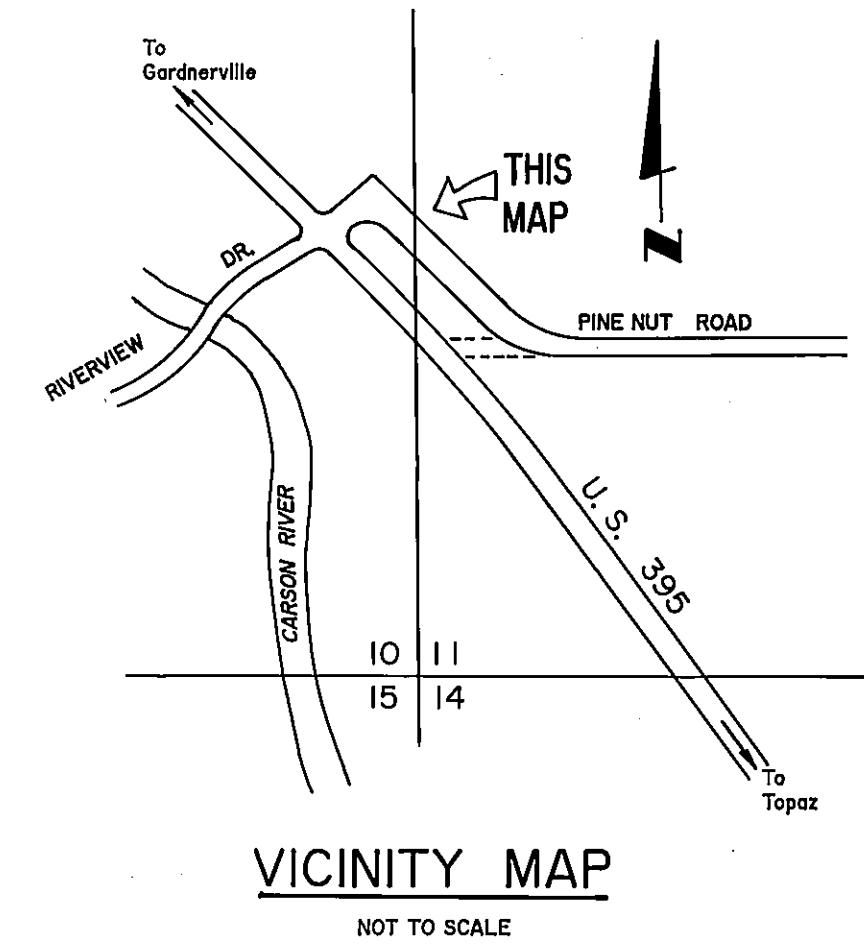 To
Gardnerville
THIS
MAP
N
DR.
RIVERVIEW
PINE NUT ROAD
U. S. 395
CARSON RIVER
10 11
15 14
To
Topaz
VICINITY MAP
NOT TO SCALE